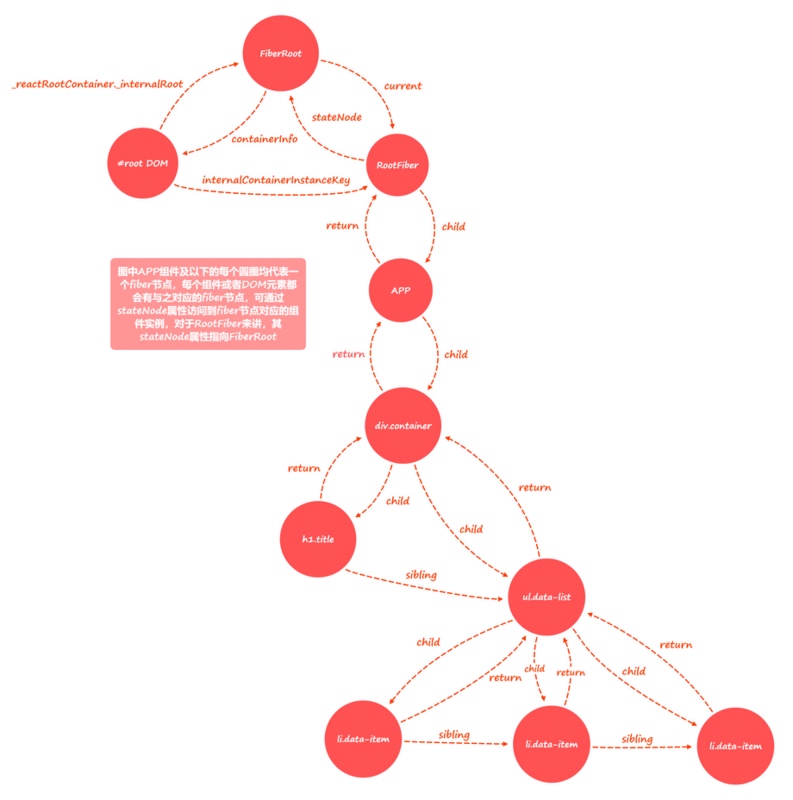 FiberRoot
_reactRootContainer._internalRoot
current
stateNode
containerInfo
#root DOM
RootFiber
internalContainerInstanceKey
return
child
图中APP组件及以下的每个圆圈均代表一
个fiber节点，每个组件或者DOM元素都
会有与之对应的fiber节点，可通过
stateNode属性访问到fiber节点对应的组
件实例，对于RootFiber来讲，其
stateNode属性指向FiberRoot
APP
return
child
div.container
return
child
return
child
h1.title
sibling
ul.data-list
child
return
child
return
child
return
li.data-item
sibling
li.data-item
sibling
li.data-item